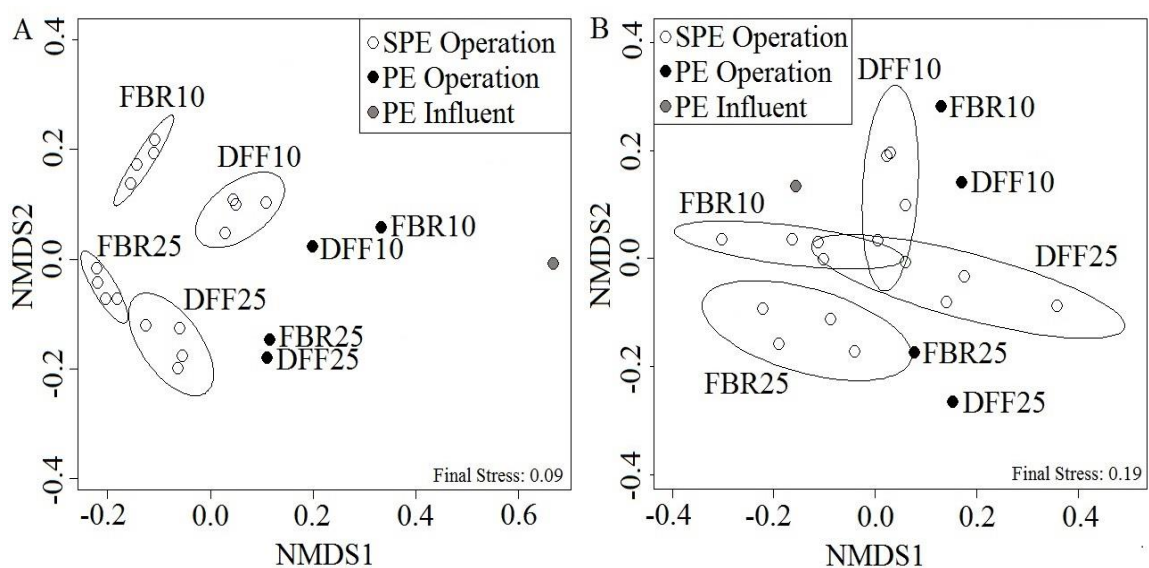 A
SPE Operation
PE Operation
PE Influent
FBR10
DFF10
FBR10
DFF10
FBR25
DFF25
FBR25
DFF25
Final Stress: 0.09
0.4
0.2
0.0
-0.2
-0.4
NMDS2
-0.2 0.0 0.2 0.4 0.6
NMDS1
B
SPE Operation
PE Operation
PE Influent
DFF10
FBR10
DFF10
FBR10
DFF25
FBR25
FBR25
DFF25
Final Stress: 0.19
0.4
0.2
0.0
-0.2
-0.4
NMDS2
-0.4 -0.2 0.0 0.2 0.4
NMDS1